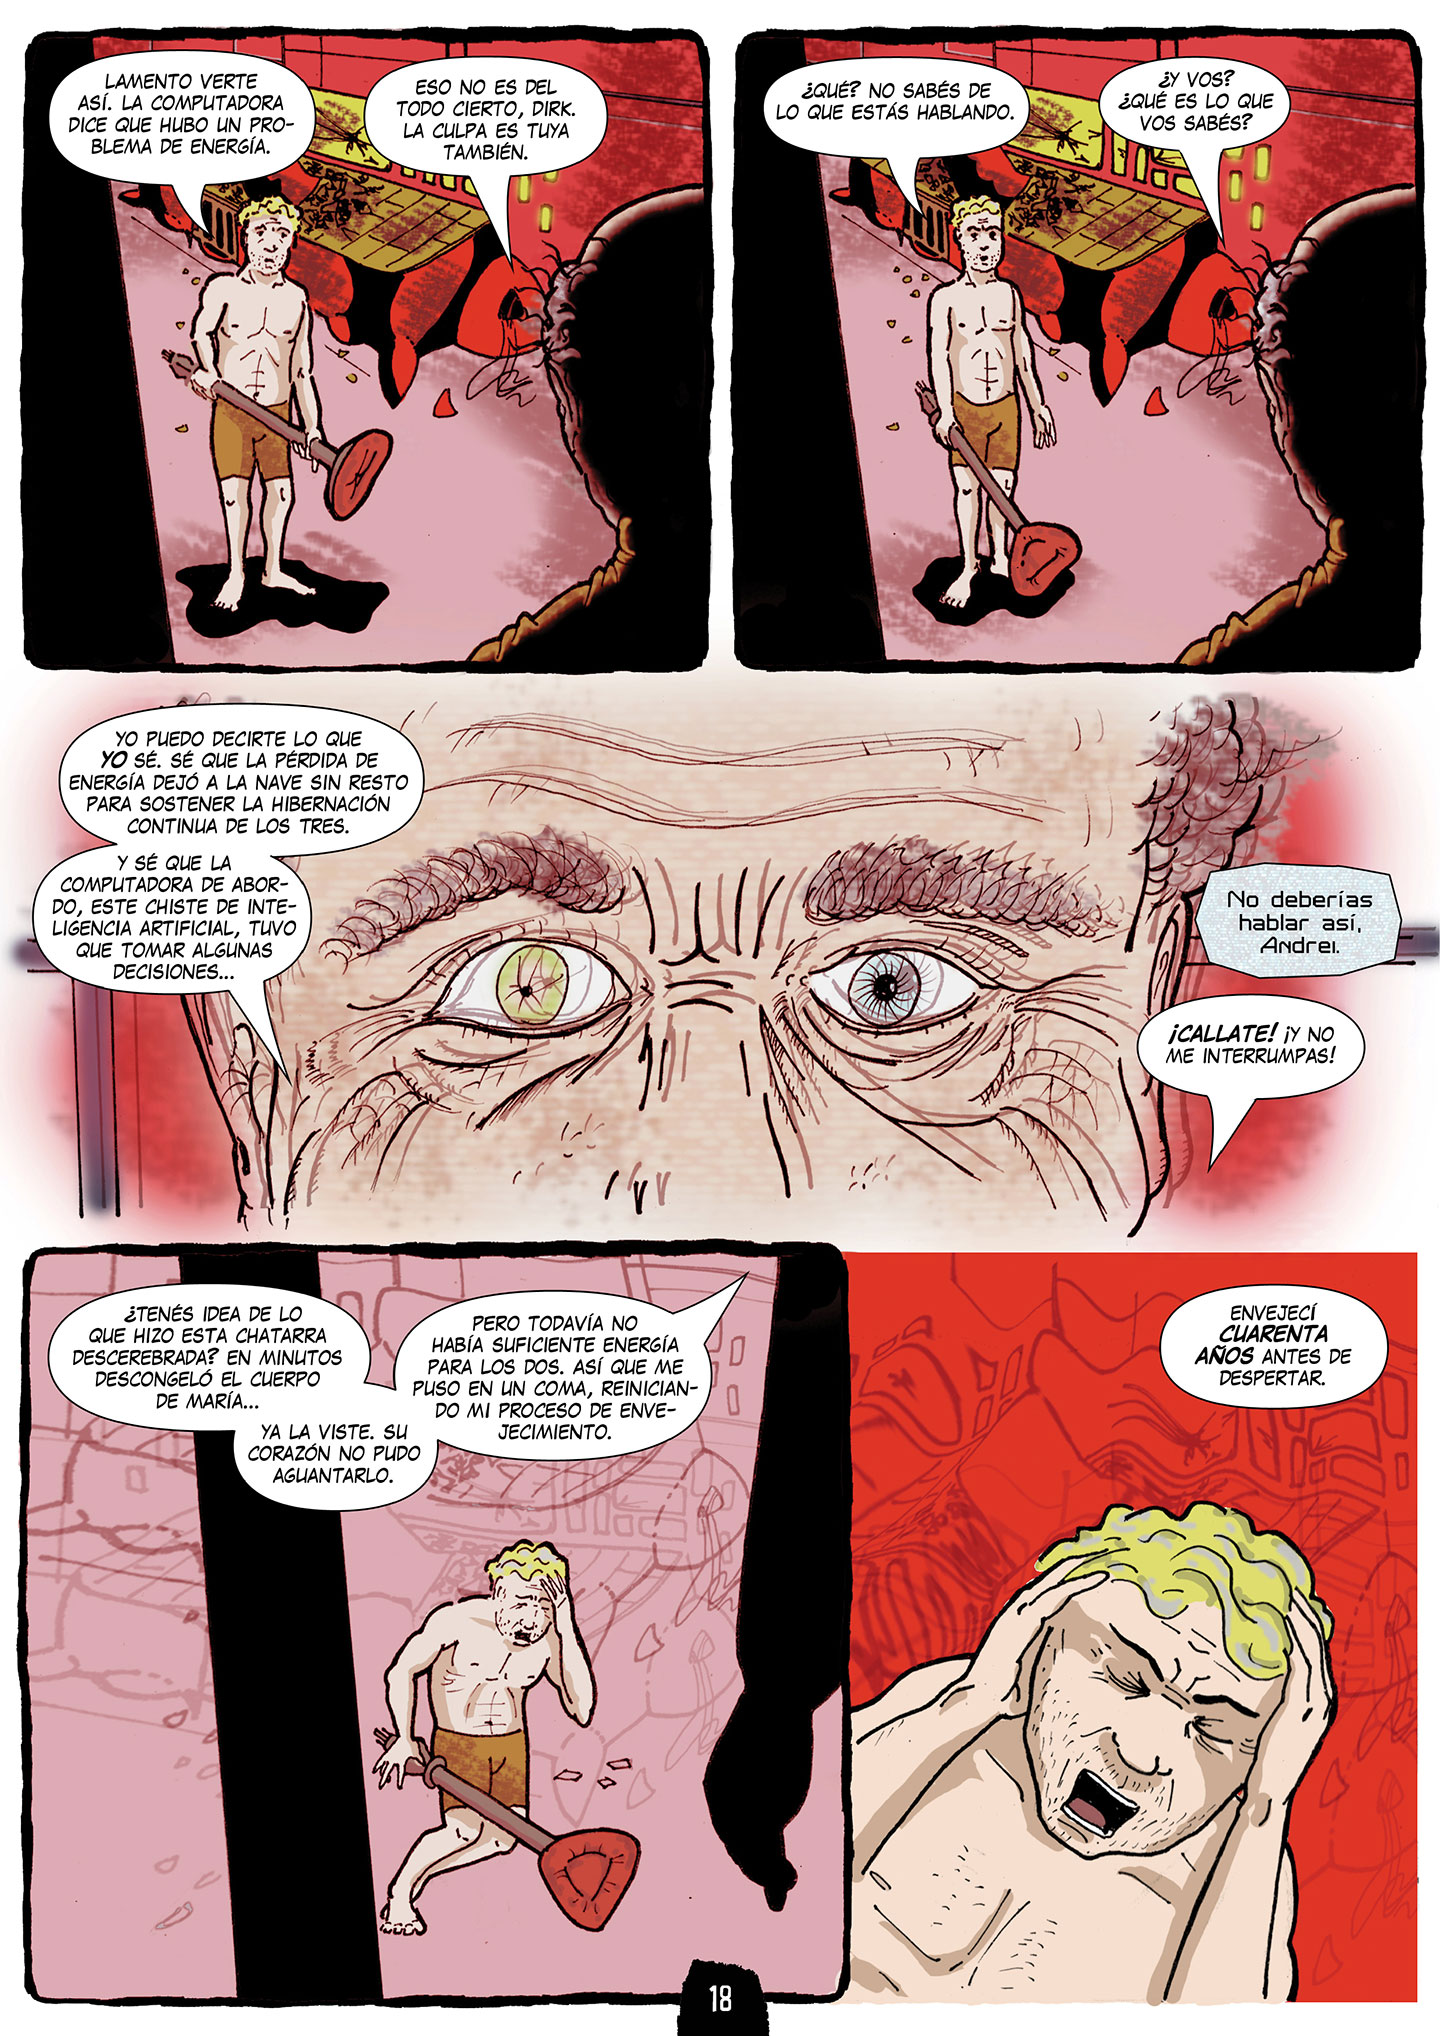 LAMENTO VERTE
ASÍ. LA COMPUTADORA
DICE QUE HUBO UN PRO-
BLEMA DE ENERGÍA.
ESO NO ES DEL
TODO CIERTO, DIRK.
LA CULPA ES TUYA
TAMBIÉN.
¿QUÉ? NO SABÉS DE
LO QUE ESTÁS HABLANDO.
¿Y VOS?
¿QUÉ ES LO QUE
VOS SABÉS?
YO PUEDO DECIRTE LO QUE
YO SÉ. SÉ QUE LA PÉRDIDA DE
ENERGÍA DEJÓ A LA NAVE SIN RESTO
PARA SOSTENER LA HIBERNACIÓN
CONTINUA DE LOS TRES.
Y SÉ QUE LA
COMPUTADORA DE ABOR-
DO, ESTE CHISTE DE INTE-
LIGENCIA ARTIFICIAL, TUVO
QUE TOMAR ALGUNAS
DECISIONES...
No deberías
hablar así,
Andrei.
¡CALLATE! ¡Y NO
ME INTERRUMPAS!
¿TENÉS IDEA DE LO
QUE HIZO ESTA CHATARRA
DESCEREBRADA? EN MINUTOS
DESCONGELÓ EL CUERPO
DE MARÍA...
YA LA VISTE. SU
CORAZÓN NO PUDO
AGUANTARLO.
PERO TODAVÍA NO
HABÍA SUFICIENTE ENERGÍA
PARA LOS DOS. ASÍ QUE ME
PUSO EN UN COMA, REINICIAN-
DO MI PROCESO DE ENVE-
JECIMIENTO.
ENVEJECÍ
CUARENTA
AÑOS ANTES DE
DESPERTAR.
18